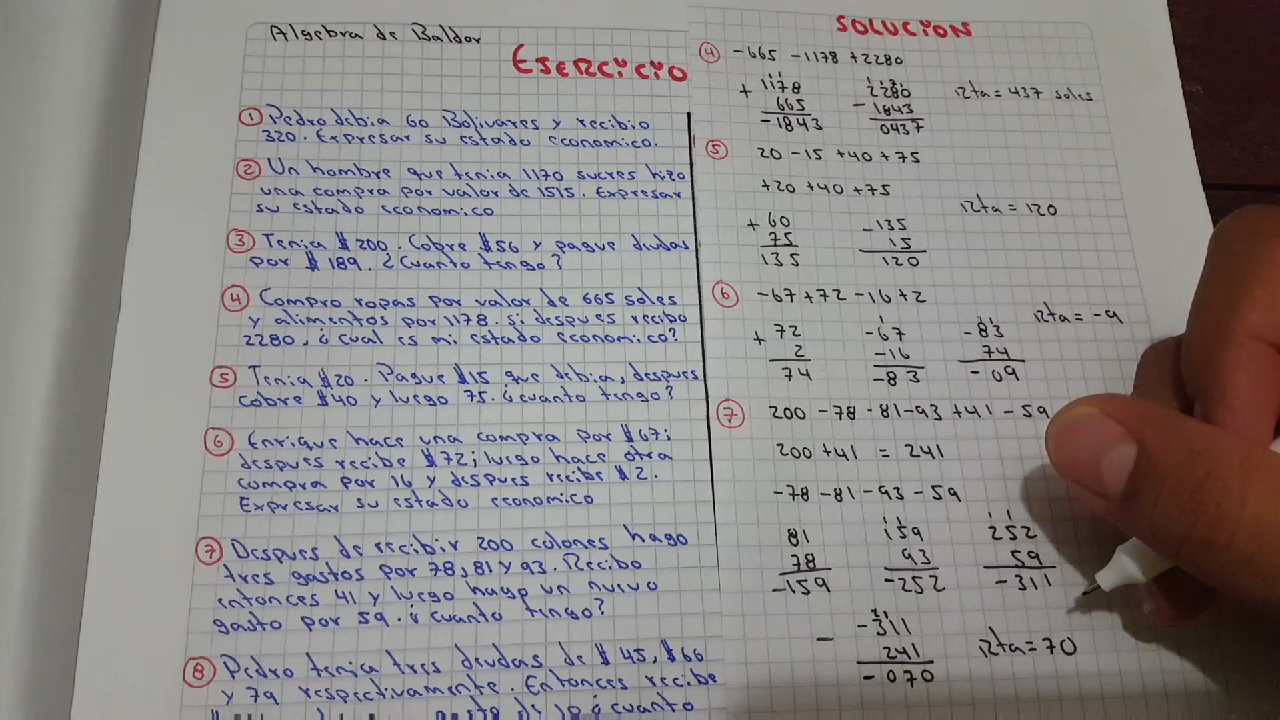 Algebra de Baldor
EJERCICIO
① Pedro debia 60 Bolivares y recibio
320. Expresar su estado economico.
② Un hombre que tenia 1170 sucres hizo
una compra por valor de 1515. Expresar
su estado economico
③ Tenia $200. Cobre $56 y pague deudas
por $189. ¿Cuanto tengo?
④ Compro ropas por valor de 665 soles
y alimentos por 1178. Si despues recibo
2280, ¿cual es mi estado economico?
⑤ Tenia $20. Pague $15 que debia, despues
cobre $40 y luego 75. ¿cuanto tengo?
⑥ Enrique hace una compra por $67;
despues recibe $72; luego hace otra
compra por 16 y despues recibe $2.
Expresar su estado economico
⑦ Despues de recibir 200 colones hago
tres gastos por 78, 81 y 93. Recibo
entonces 41 y luego hago un nuevo
gasto por 59. ¿cuanto tengo?
⑧ Pedro tenia tres deudas de $45, $66
y 79 respectivamente. Entonces recibe
SOLUCION
④ -665 -1178 +2280
1178 2280 rta = 437 soles
+ 665 - 1843
-1843 0437
⑤ 20 -15 +40 +75
+20 +40 +75
+ 60 -135 rta = 120
75 15
135 120
⑥ -67 +72 -16 +2
+ 72 -67 -83 rta = -9
2 -16 74
74 -83 -09
⑦ 200 -78 -81 -93 +41 -59
200 +41 = 241
-78 -81 -93 -59
81 159 252
78 93 59
-159 -252 -311
- -311
241 rta = 70
-070